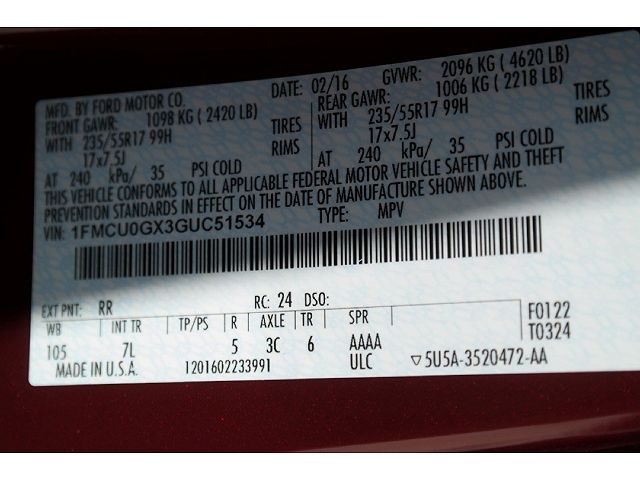 MFD. BY FORD MOTOR CO. DATE: 02/16 GVWR: 2096 KG ( 4620 LB)
FRONT GAWR: 1098 KG ( 2420 LB) REAR GAWR: 1006 KG ( 2218 LB)
WITH 235/55R17 99H TIRES WITH 235/55R17 99H TIRES
17x7.5J RIMS 17x7.5J RIMS
AT 240 kPa/ 35 PSI COLD AT 240 kPa/ 35 PSI COLD
THIS VEHICLE CONFORMS TO ALL APPLICABLE FEDERAL MOTOR VEHICLE SAFETY AND THEFT
PREVENTION STANDARDS IN EFFECT ON THE DATE OF MANUFACTURE SHOWN ABOVE.
VIN: 1FMCU0GX3GUC51534 TYPE: MPV
EXT PNT: RR RC: 24 DSO: F0122
WB INT TR TP/PS R AXLE TR SPR T0324
105 7L 5 3C 6 AAAA
MADE IN U.S.A. 1201602233991 ULC ▽5U5A-3520472-AA